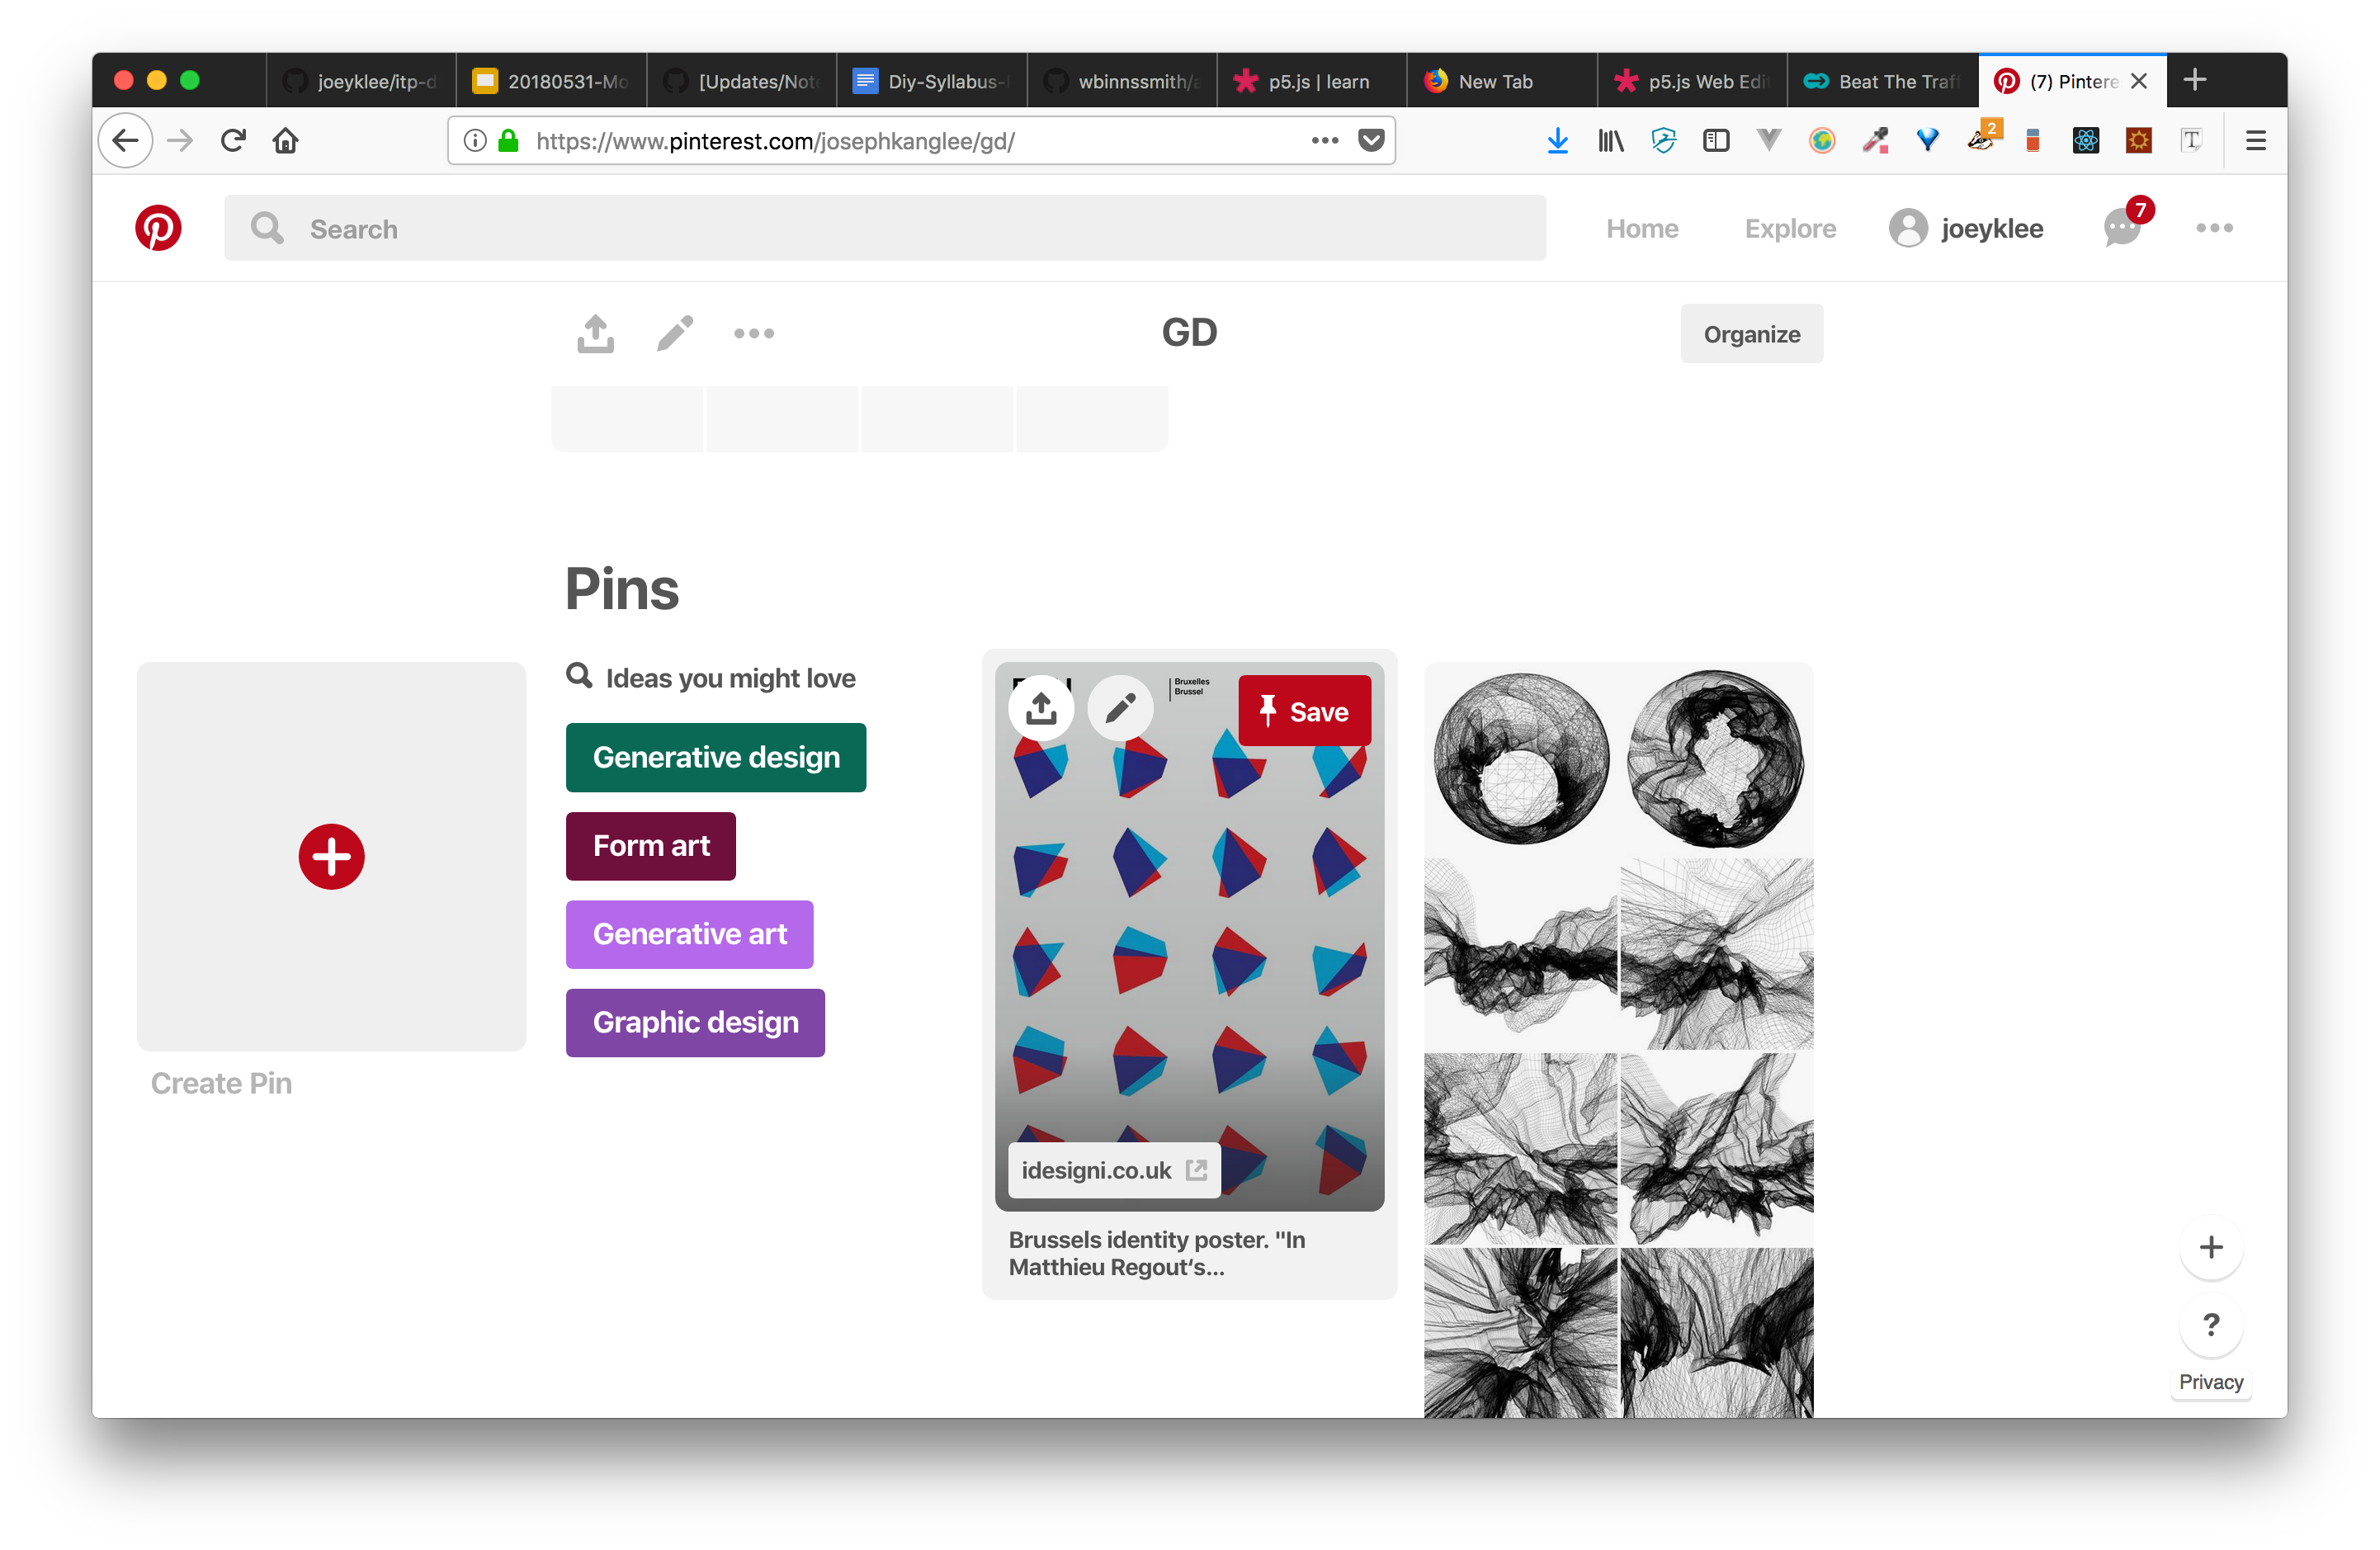 joeyklee/itp-d
20180531-Mo
[Updates/Not
Diy-Syllabus-
wbinnssmith/a
p5.js | learn
New Tab
p5.js Web Edi
Beat The Traf
(7) Pintere
https://www.pinterest.com/josephkanglee/gd/
2
T
Search
Home
Explore
joeyklee
7
GD
Organize
Pins
Ideas you might love
Generative design
Form art
Generative art
Graphic design
Create Pin
Bruxelles
Brussel
Save
idesigni.co.uk
Brussels identity poster. "In
Matthieu Regout‘s...
?
Privacy